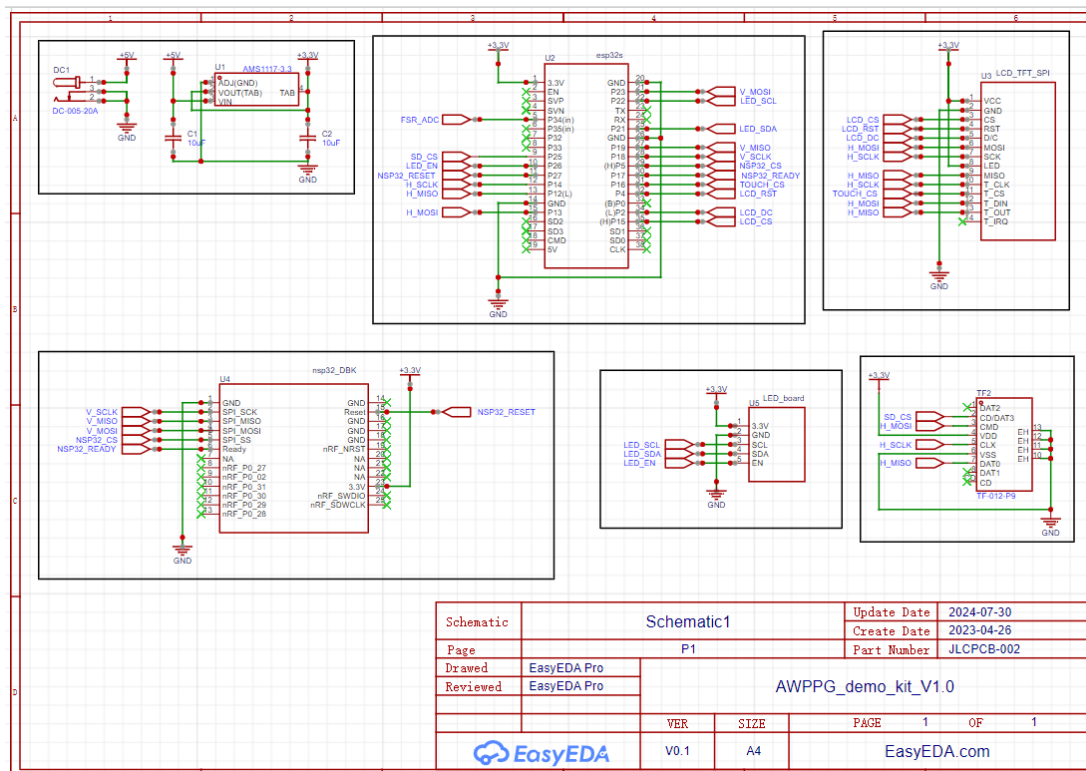 1 2 3 4 5 6
A
B
C
D
+5V
+5V
+3.3V
DC1
1
3
2
DC-005-20A
GND
U1
AMS1117-3.3
ADJ(GND)
VOUT(TAB)
VIN
TAB
4
C1
10uF
C2
10uF
GND
+3.3V
U2
esp32s
3.3V
EN
SVP
SVN
P34(in)
P35(in)
P32
P33
P25
P26
P27
P14
P12(L)
GND
P13
SD2
SD3
CMD
5V
GND
P23
P22
TX
RX
P21
GND
P19
P18
(H)P5
P17
P16
P4
(B)P0
(L)P2
(H)P15
SD1
SD0
CLK
FSR_ADC
SD_CS
LED_EN
NSP32_RESET
H_SCLK
H_MISO
H_MOSI
V_MOSI
LED_SCL
LED_SDA
V_MISO
V_SCLK
NSP32_CS
NSP32_READY
TOUCH_CS
LCD_RST
LCD_DC
LCD_CS
GND
+3.3V
U3
LCD_TFT_SPI
VCC
GND
CS
RST
D/C
MOSI
SCK
LED
MISO
T_CLK
T_CS
T_DIN
T_OUT
T_IRQ
LCD_CS
LCD_RST
LCD_DC
H_MOSI
H_SCLK
H_MISO
H_SCLK
TOUCH_CS
H_MOSI
H_MISO
GND
U4
nsp32_DBK
+3.3V
GND
SPI_SCK
SPI_MISO
SPI_MOSI
SPI_SS
Ready
NA
nRF_P0_27
nRF_P0_02
nRF_P0_31
nRF_P0_30
nRF_P0_29
nRF_P0_28
GND
Reset
GND
GND
GND
nRF_NRST
NA
NA
NA
3.3V
nRF_SWDIO
nRF_SDWCLK
V_SCLK
V_MISO
V_MOSI
NSP32_CS
NSP32_READY
NSP32_RESET
GND
+3.3V
U5
LED_board
3.3V
GND
SCL
SDA
EN
LED_SCL
LED_SDA
LED_EN
GND
+3.3V
TF2
DAT2
CD/DAT3
CMD
VDD
CLX
VSS
DAT0
DAT1
CD
EH 13
EH 12
EH 11
EH 10
SD_CS
H_MOSI
H_SCLK
H_MISO
TF-012-P9
GND
Schematic
Schematic1
Update Date 2024-07-30
Create Date 2023-04-26
Page
P1
Part Number JLCPCB-002
Drawed EasyEDA Pro
Reviewed EasyEDA Pro
AWPPG_demo_kit_V1.0
VER SIZE PAGE 1 OF 1
EasyEDA
V0.1 A4 EasyEDA.com